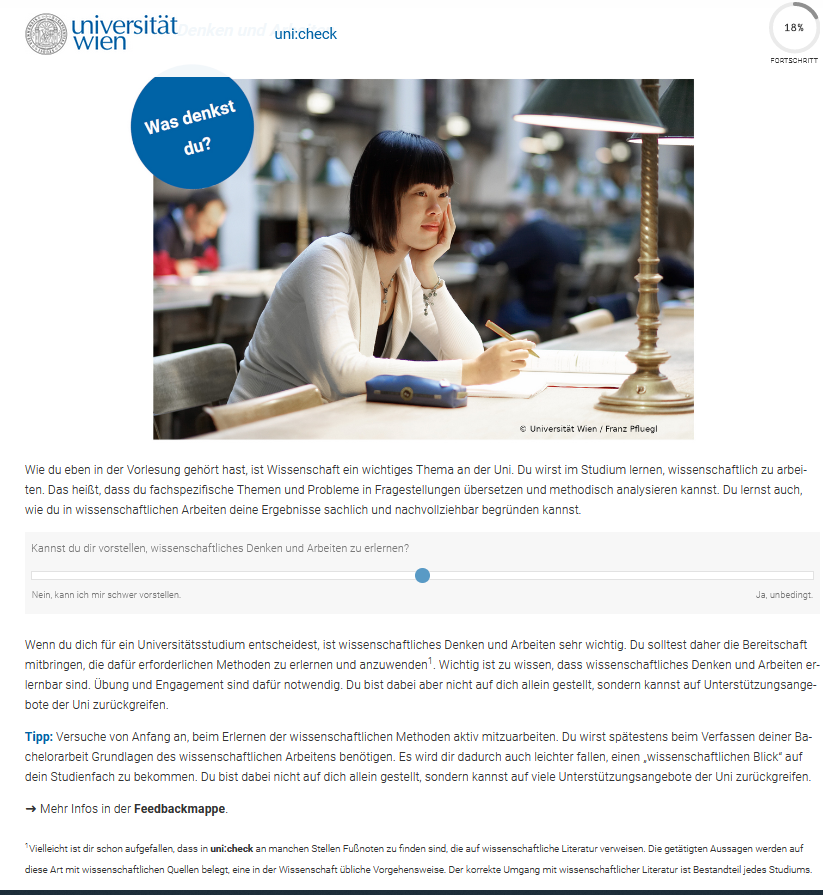 universität
wien
Denken und
uni:check
18%
FORTSCHRITT
Was denkst
du?
© Universität Wien / Franz Pfluegl
Wie du eben in der Vorlesung gehört hast, ist Wissenschaft ein wichtiges Thema an der Uni. Du wirst im Studium lernen, wissenschaftlich zu arbei-
ten. Das heißt, dass du fachspezifische Themen und Probleme in Fragestellungen übersetzen und methodisch analysieren kannst. Du lernst auch,
wie du in wissenschaftlichen Arbeiten deine Ergebnisse sachlich und nachvollziehbar begründen kannst.
Kannst du dir vorstellen, wissenschaftliches Denken und Arbeiten zu erlernen?
Nein, kann ich mir schwer vorstellen.
Ja, unbedingt.
Wenn du dich für ein Universitätsstudium entscheidest, ist wissenschaftliches Denken und Arbeiten sehr wichtig. Du solltest daher die Bereitschaft
mitbringen, die dafür erforderlichen Methoden zu erlernen und anzuwenden¹. Wichtig ist zu wissen, dass wissenschaftliches Denken und Arbeiten er-
lernbar sind. Übung und Engagement sind dafür notwendig. Du bist dabei aber nicht auf dich allein gestellt, sondern kannst auf Unterstützungsange-
bote der Uni zurückgreifen.
Tipp: Versuche von Anfang an, beim Erlernen der wissenschaftlichen Methoden aktiv mitzuarbeiten. Du wirst spätestens beim Verfassen deiner Ba-
chelorarbeit Grundlagen des wissenschaftlichen Arbeitens benötigen. Es wird dir dadurch auch leichter fallen, einen „wissenschaftlichen Blick“ auf
dein Studienfach zu bekommen. Du bist dabei nicht auf dich allein gestellt, sondern kannst auf viele Unterstützungsangebote der Uni zurückgreifen.
➔ Mehr Infos in der Feedbackmappe.
¹Vielleicht ist dir schon aufgefallen, dass in uni:check an manchen Stellen Fußnoten zu finden sind, die auf wissenschaftliche Literatur verweisen. Die getätigten Aussagen werden auf
diese Art mit wissenschaftlichen Quellen belegt, eine in der Wissenschaft übliche Vorgehensweise. Der korrekte Umgang mit wissenschaftlicher Literatur ist Bestandteil jedes Studiums.